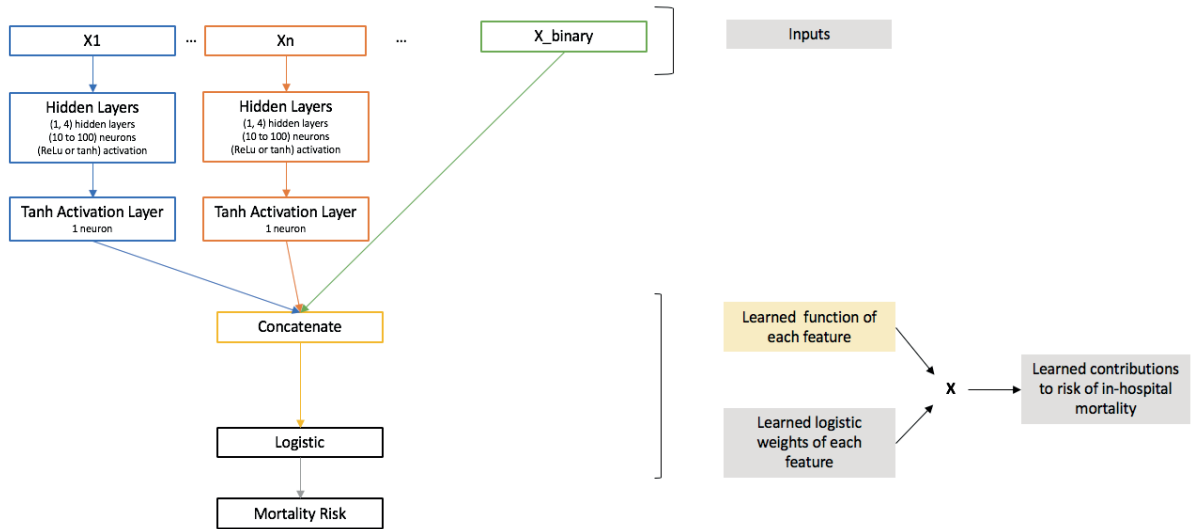 X1
...
Xn
...
X_binary
Inputs
Hidden Layers
(1, 4) hidden layers
(10 to 100) neurons
(ReLu or tanh) activation
Hidden Layers
(1, 4) hidden layers
(10 to 100) neurons
(ReLu or tanh) activation
Tanh Activation Layer
1 neuron
Tanh Activation Layer
1 neuron
Concatenate
Logistic
Mortality Risk
Learned function of
each feature
X
Learned logistic
weights of each
feature
Learned contributions
to risk of in-hospital
mortality